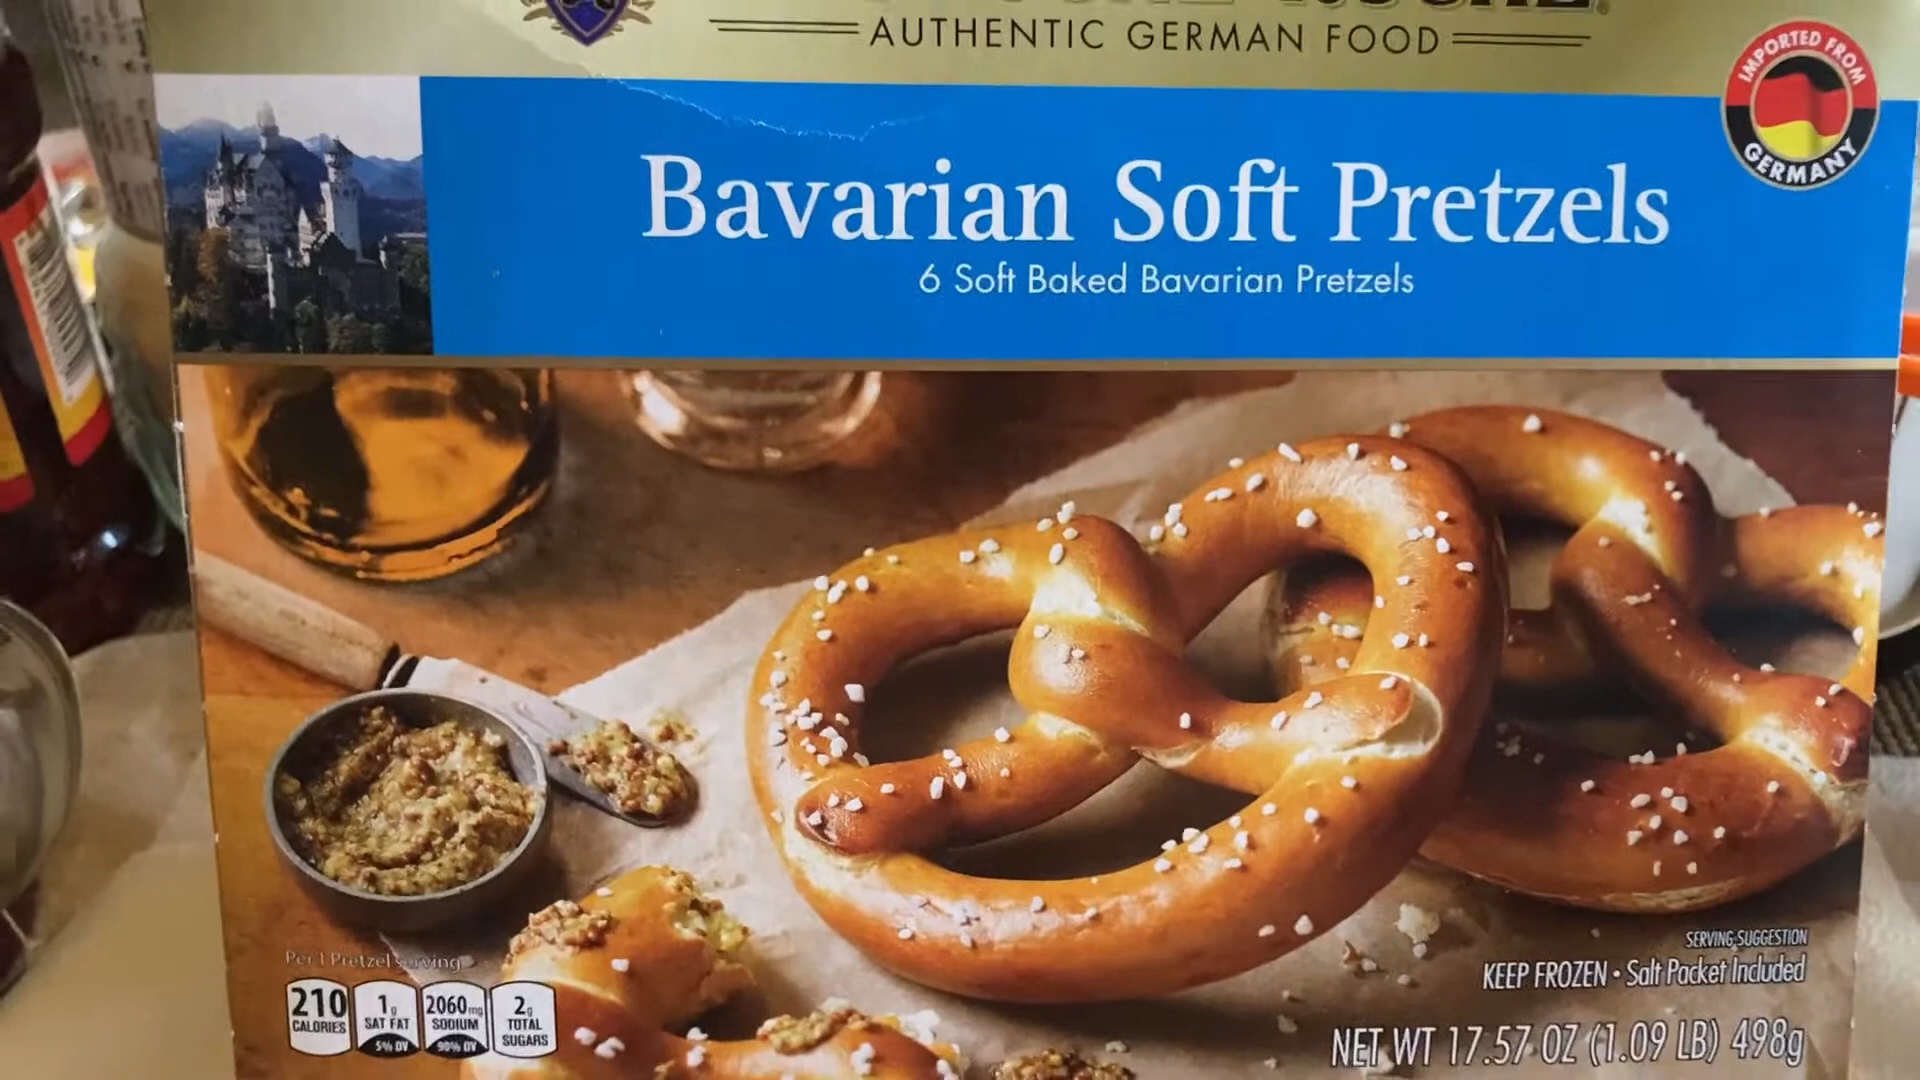 AUTHENTIC GERMAN FOOD
IMPORTED FROM
GERMANY
Bavarian Soft Pretzels
6 Soft Baked Bavarian Pretzels
SERVING SUGGESTION
KEEP FROZEN • Salt Packet Included
NET WT 17.57 OZ (1.09 LB) 498g
Per 1 Pretzel serving
210 CALORIES
1g SAT FAT 5% DV
2060mg SODIUM 90% DV
2g TOTAL SUGARS